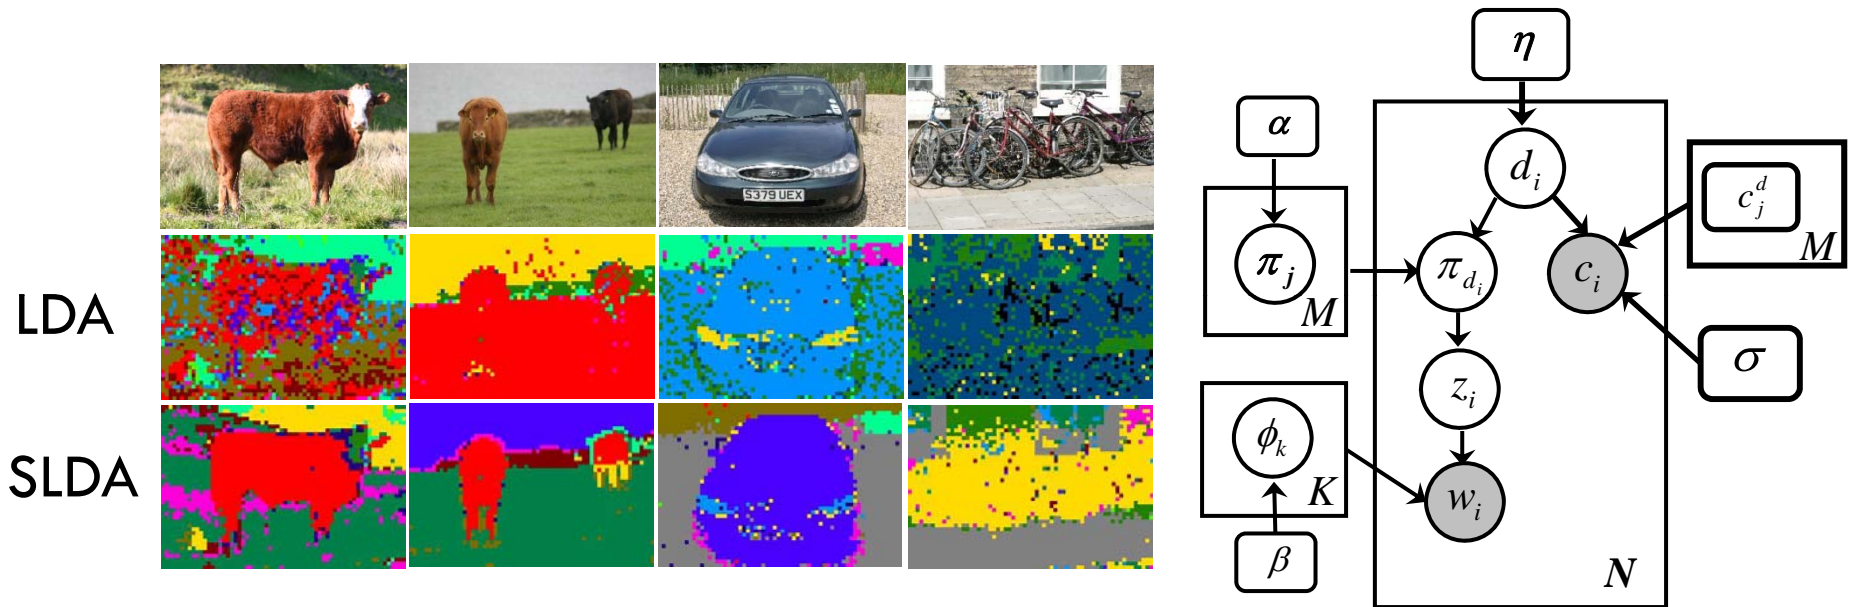 S379 UEX
LDA
SLDA
η
α
d_i
c_j^d
M
π_j
M
π_{d_i}
c_i
σ
z_i
ϕ_k
K
w_i
β
N